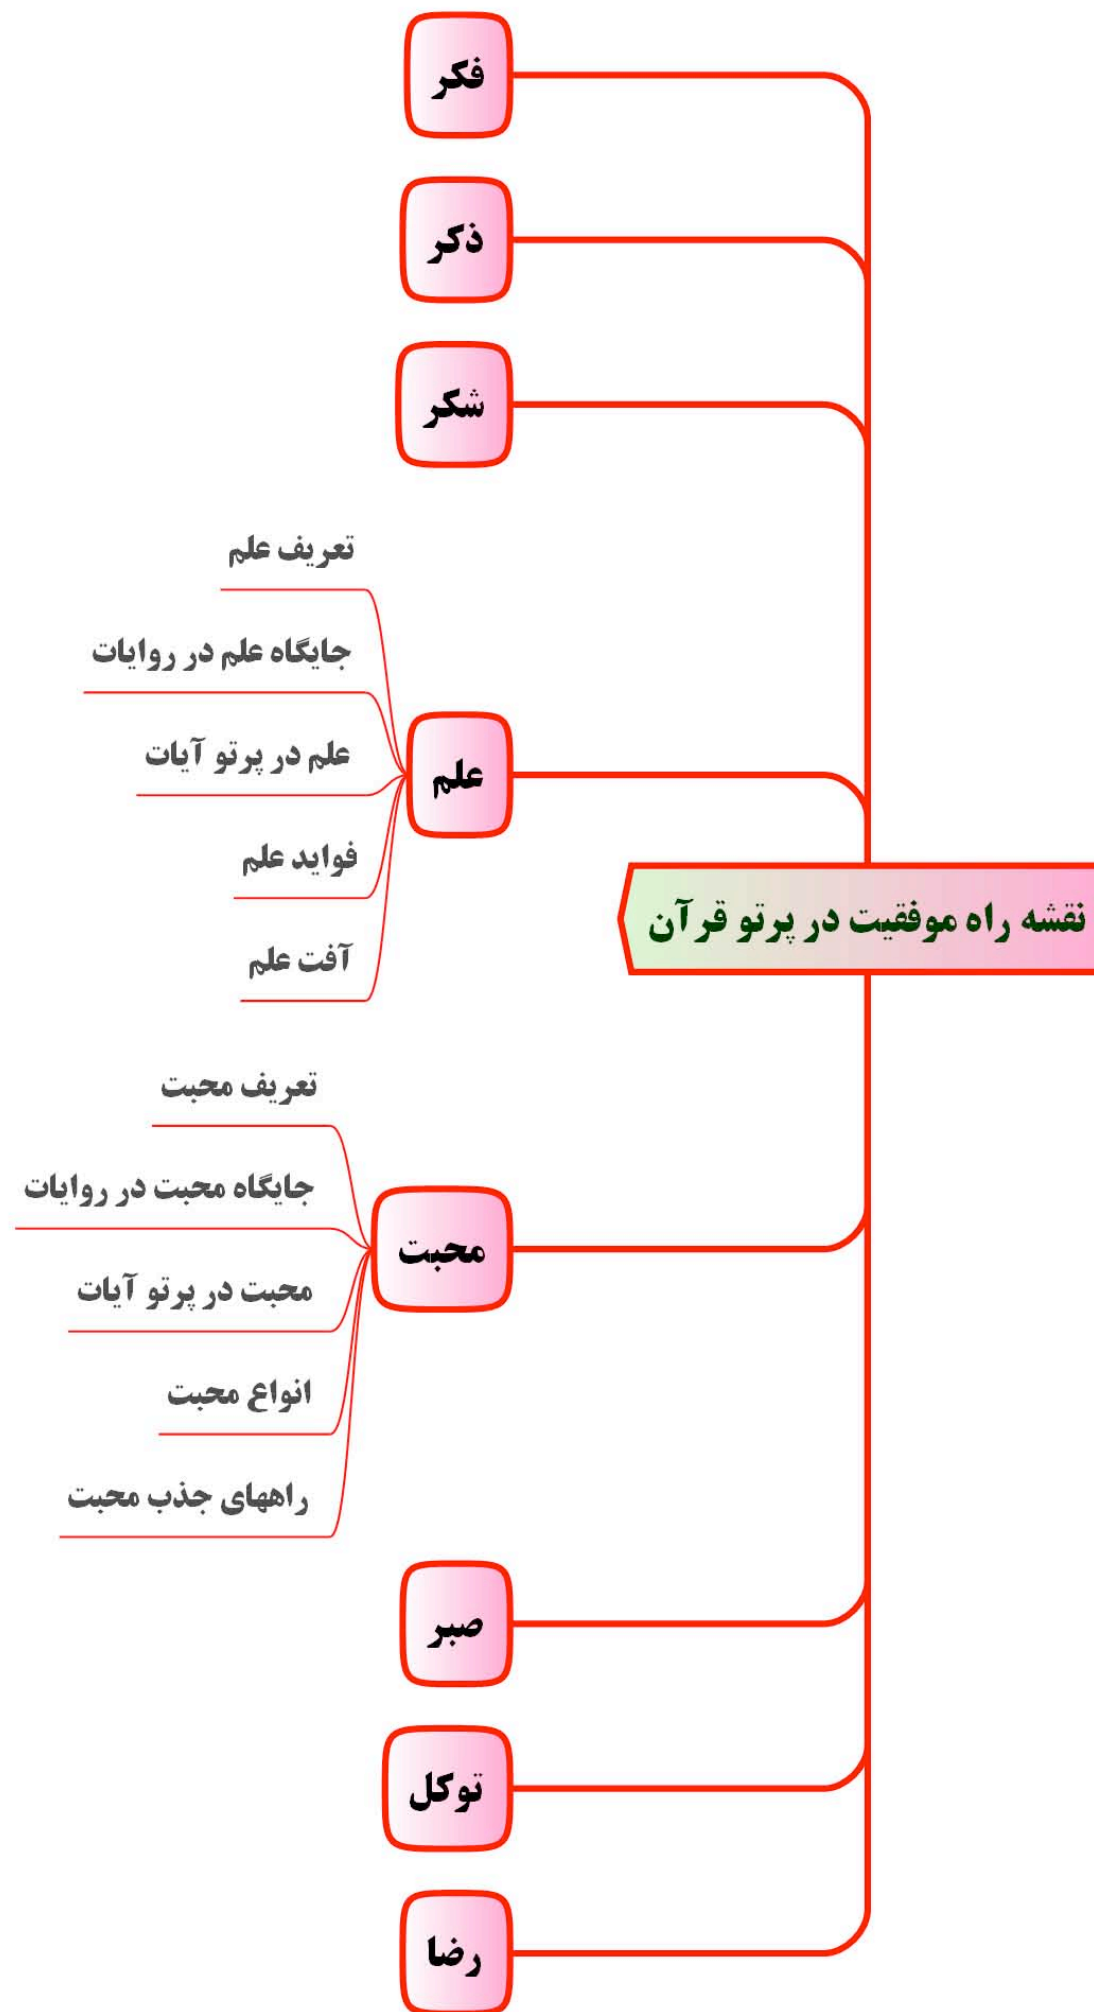 نقشه راه موفقیت در پرتو قرآن
فکر
ذکر
شکر
علم
تعریف علم
جایگاه علم در روایات
علم در پرتو آیات
فواید علم
آفت علم
محبت
تعریف محبت
جایگاه محبت در روایات
محبت در پرتو آیات
انواع محبت
راههای جذب محبت
صبر
توکل
رضا